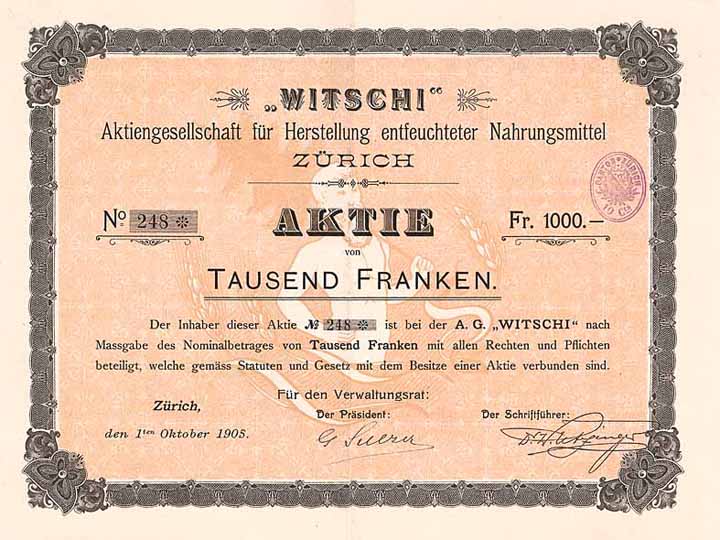 „WITSCHI“
Aktiengesellschaft für Herstellung entfeuchteter Nahrungsmittel
ZÜRICH
CANTON ZÜRICH
No 248 * AKTIE Fr. 1000.—
von
TAUSEND FRANKEN.
Der Inhaber dieser Aktie № 248 * ist bei der A. G. „WITSCHI“ nach
Massgabe des Nominalbetrages von Tausend Franken mit allen Rechten und Pflichten
beteiligt, welche gemäss Statuten und Gesetz mit dem Besitze einer Aktie verbunden sind.
Für den Verwaltungsrat:
Zürich, Der Präsident: Der Schriftführer:
den 1ten Oktober 1905.